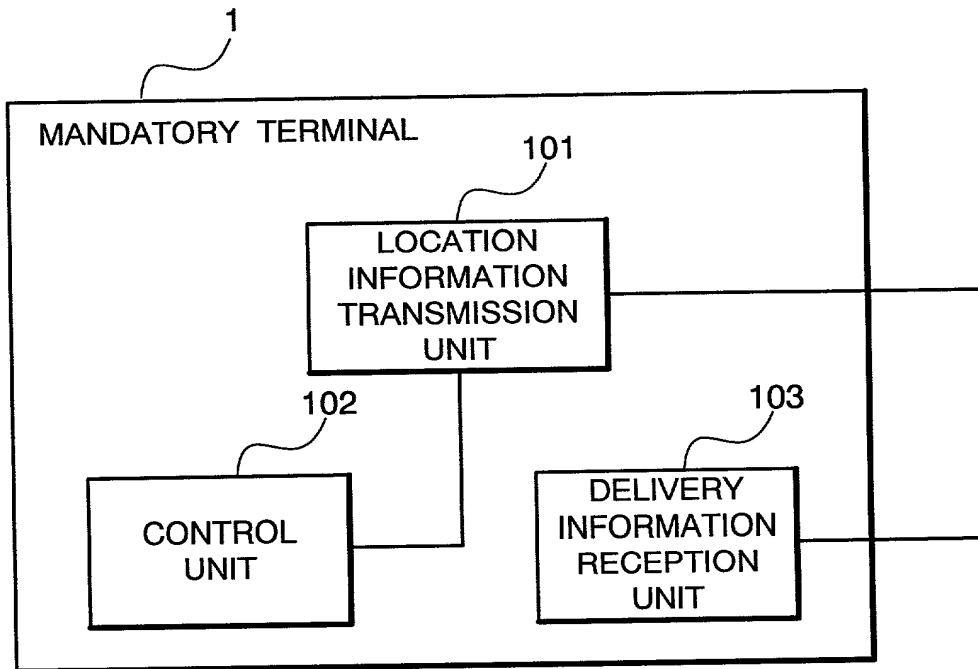 1
MANDATORY TERMINAL
101
LOCATION
INFORMATION
TRANSMISSION
UNIT
102
CONTROL
UNIT
103
DELIVERY
INFORMATION
RECEPTION
UNIT